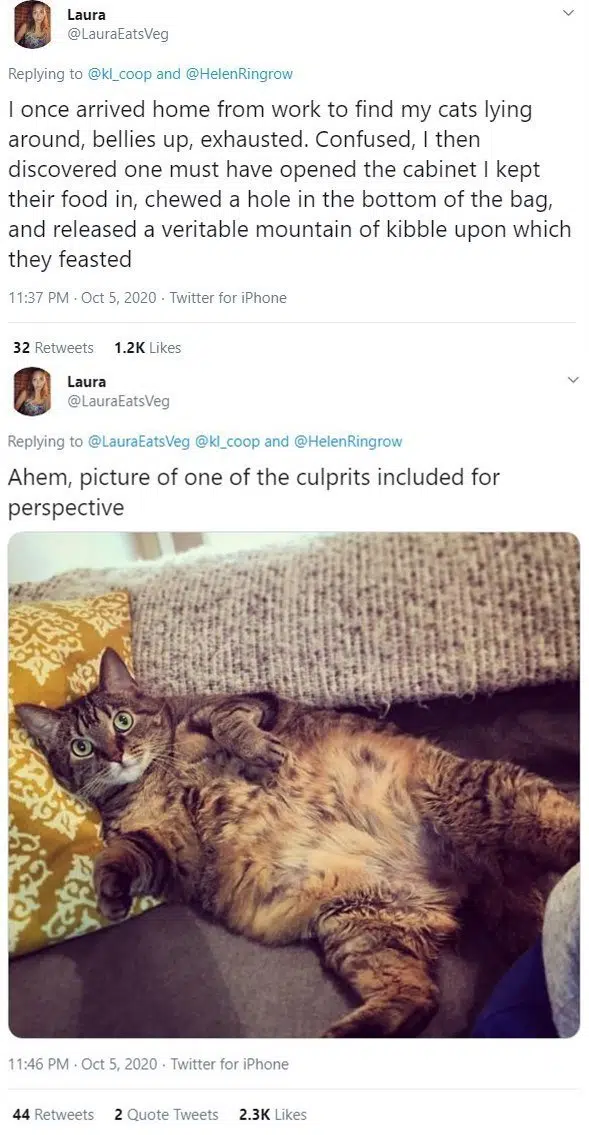 Laura
@LauraEatsVeg
Replying to @kl_coop and @HelenRingrow
I once arrived home from work to find my cats lying
around, bellies up, exhausted. Confused, I then
discovered one must have opened the cabinet I kept
their food in, chewed a hole in the bottom of the bag,
and released a veritable mountain of kibble upon which
they feasted
11:37 PM · Oct 5, 2020 · Twitter for iPhone
32 Retweets 1.2K Likes
Laura
@LauraEatsVeg
Replying to @LauraEatsVeg @kl_coop and @HelenRingrow
Ahem, picture of one of the culprits included for
perspective
11:46 PM · Oct 5, 2020 · Twitter for iPhone
44 Retweets 2 Quote Tweets 2.3K Likes